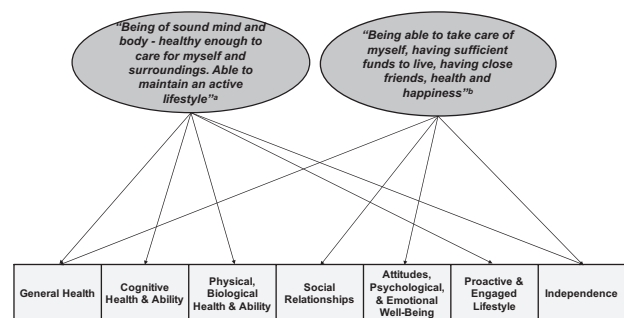 “Being of sound mind and
body - healthy enough to
care for myself and
surroundings. Able to
maintain an active
lifestyle”a
“Being able to take care of
myself, having sufficient
funds to live, having close
friends, health and
happiness”b
General Health
Cognitive
Health & Ability
Physical,
Biological
Health & Ability
Social
Relationships
Attitudes,
Psychological,
& Emotional
Well-Being
Proactive &
Engaged
Lifestyle
Independence